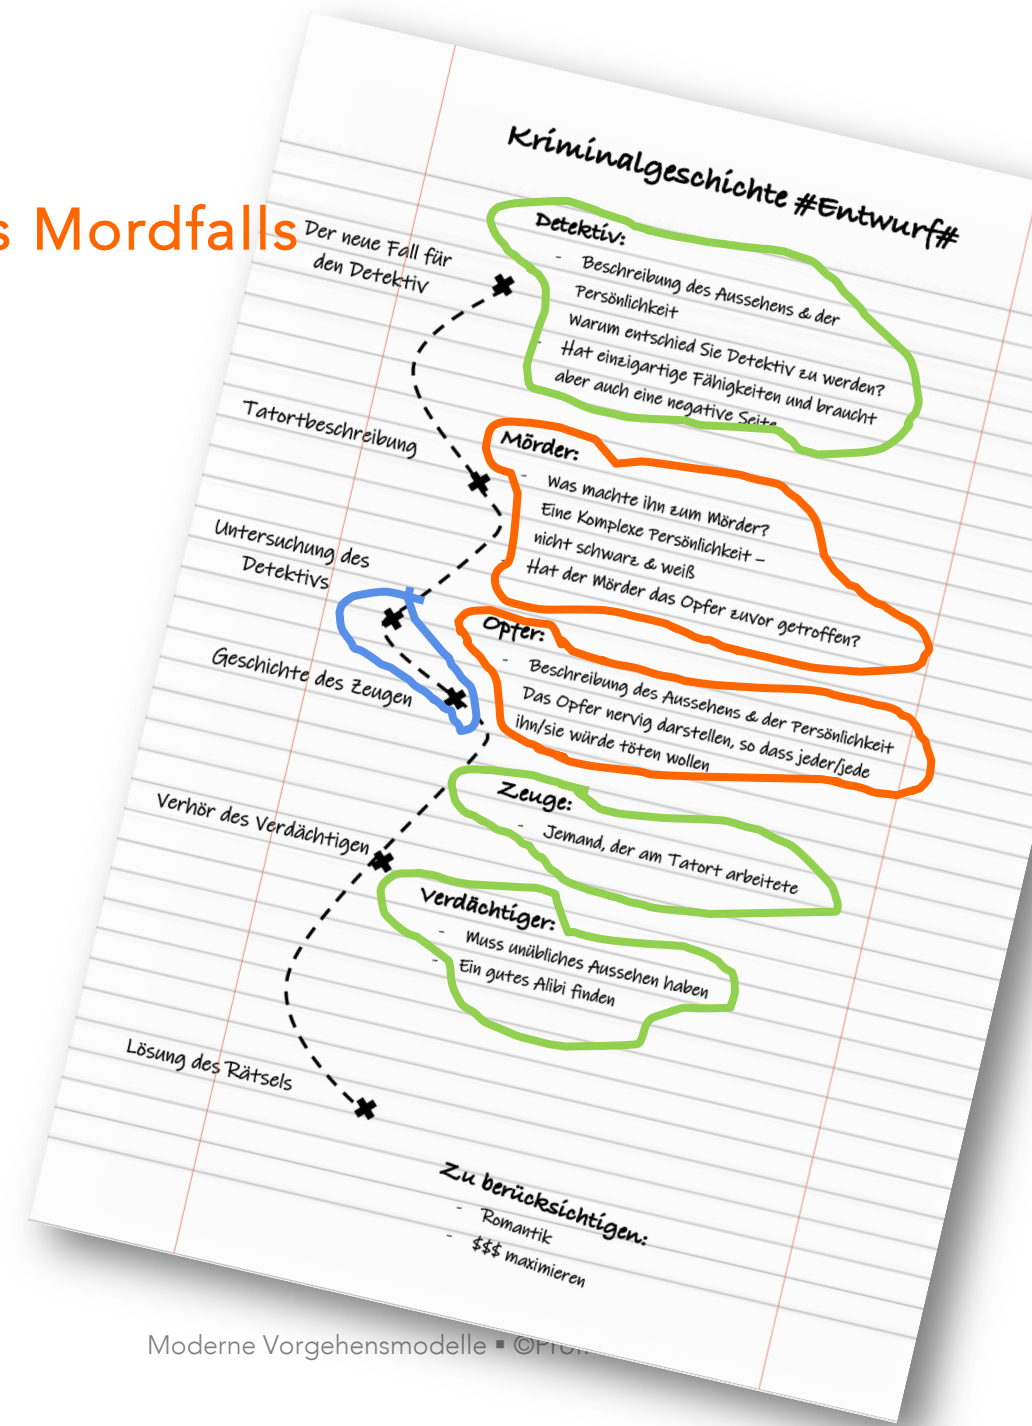 s Mordfalls
Kriminalgeschichte #Entwurf#
Der neue Fall für
den Detektiv
Tatortbeschreibung
Untersuchung des
Detektivs
Geschichte des Zeugen
Verhör des Verdächtigen
Lösung des Rätsels
Detektiv:
- Beschreibung des Aussehens & der
Persönlichkeit
Warum entschied Sie Detektiv zu werden?
- Hat einzigartige Fähigkeiten und braucht
aber auch eine negative Seite
Mörder:
- Was machte ihn zum Mörder?
Eine Komplexe Persönlichkeit –
nicht schwarz & weiß
- Hat der Mörder das Opfer zuvor getroffen?
Opfer:
- Beschreibung des Aussehens & der Persönlichkeit
Das Opfer nervig darstellen, so dass jeder/jede
ihn/sie würde töten wollen
Zeuge:
- Jemand, der am Tatort arbeitete
Verdächtiger:
- Muss unübliches Aussehen haben
- Ein gutes Alibi finden
Zu berücksichtigen:
- Romantik
- $$$ maximieren
Moderne Vorgehensmodelle ▪ ©Prof.